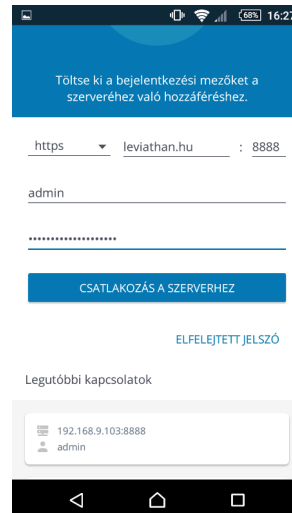 68% 16:27
Töltse ki a bejelentkezési mezőket a
szerveréhez való hozzáféréshez.
https leviathan.hu : 8888
admin
••••••••••••••••••••
CSATLAKOZÁS A SZERVERHEZ
ELFELEJTETT JELSZÓ
Legutóbbi kapcsolatok
192.168.9.103:8888
admin